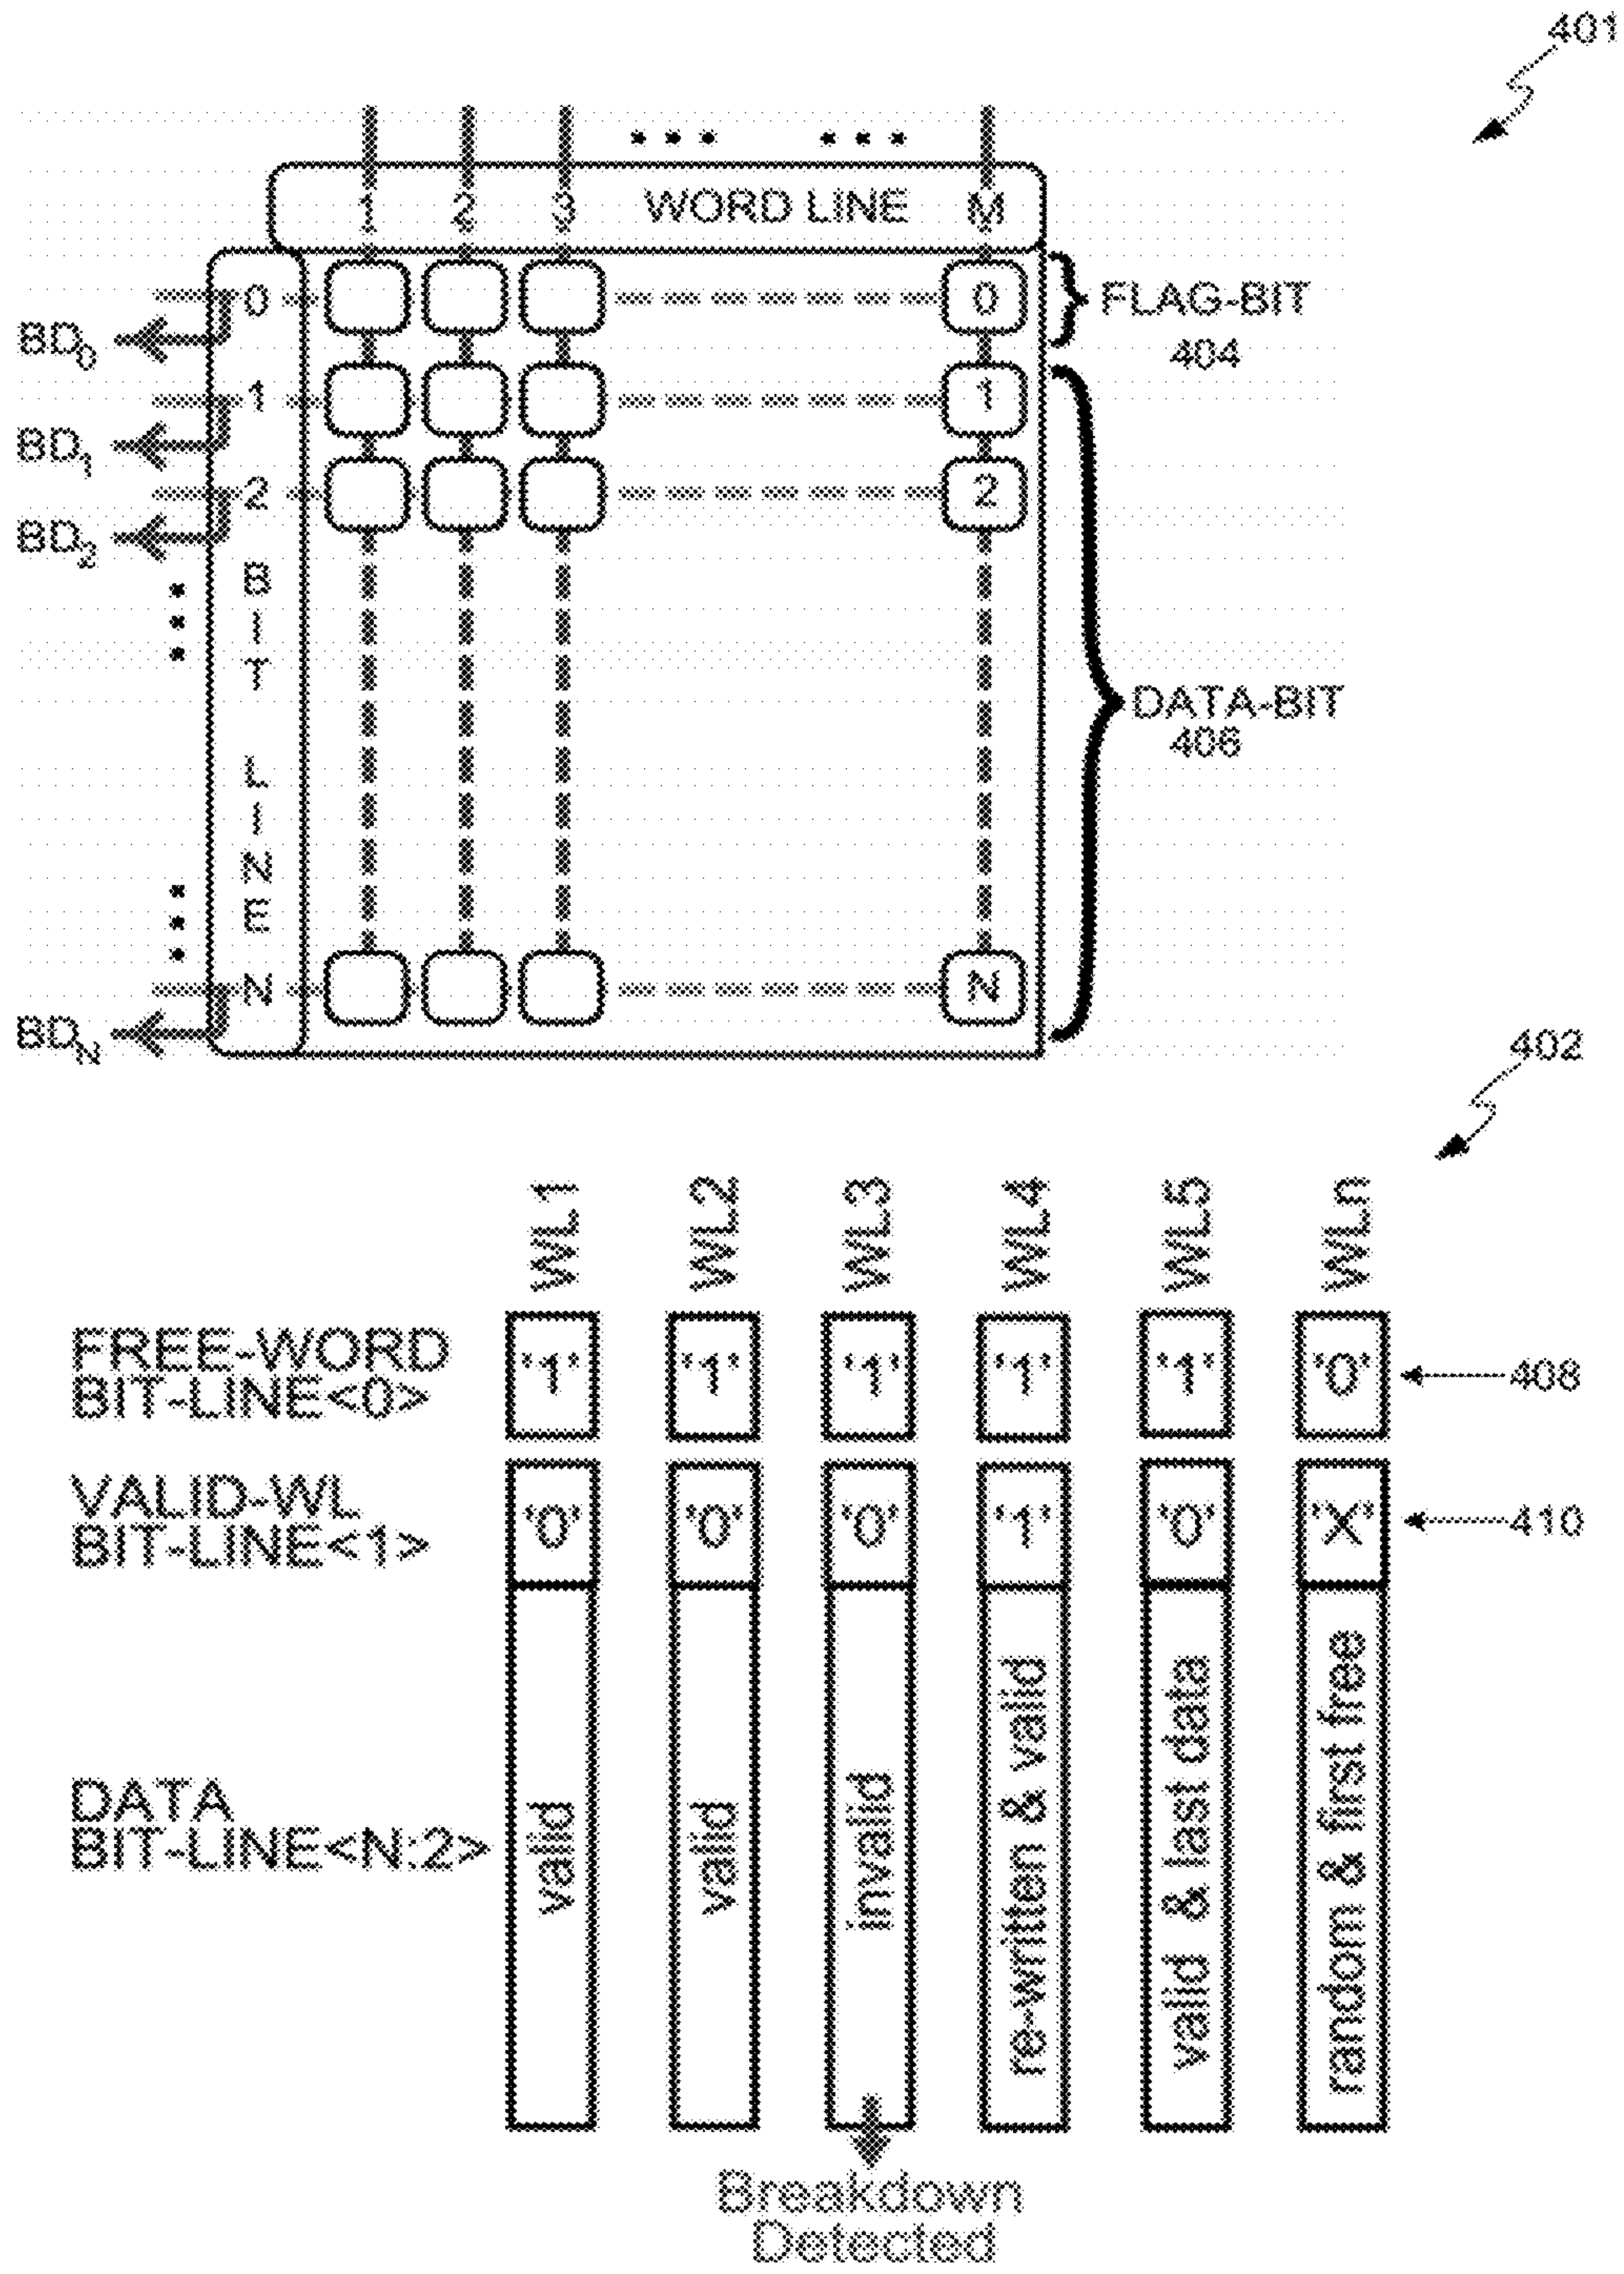 401
1 2 3 WORD LINE M
0 0 FLAG-BIT
BD0 404
1 1
BD1
2 2
BD2
BIT LINE
DATA-BIT
406
N N
BDN
402
WL1 WL2 WL3 WL4 WL5 WLn
FREE-WORD
BIT-LINE<0> '1' '1' '1' '1' '1' '0' 408
VALID-WL
BIT-LINE<1> '0' '0' '0' '1' '0' 'X' 410
DATA
BIT-LINE<N:2>
valid
valid
invalid
re-written & valid
valid & last data
random & first free
Breakdown
Detected